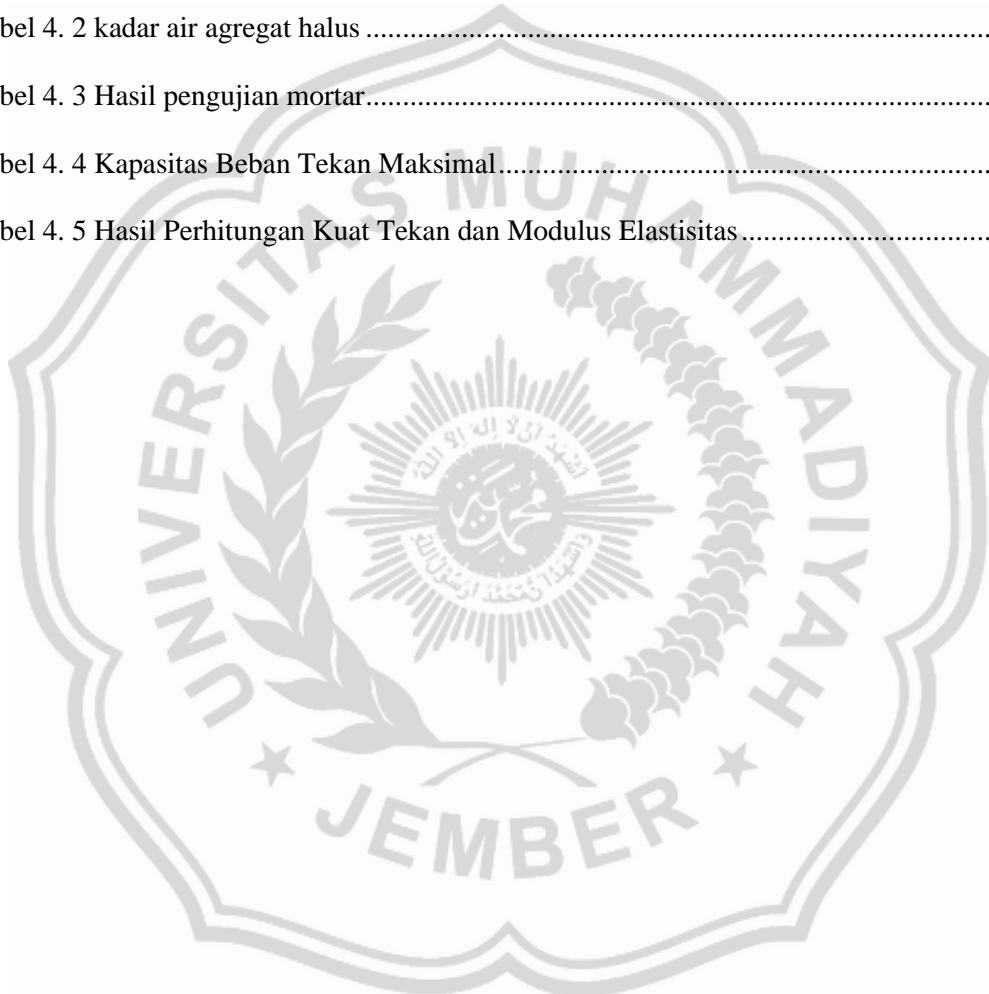 bel 4. 2 kadar air agregat halus ....................................................................................
bel 4. 3 Hasil pengujian mortar....................................................................................
bel 4. 4 Kapasitas Beban Tekan Maksimal..................................................................
bel 4. 5 Hasil Perhitungan Kuat Tekan dan Modulus Elastisitas..................................
UNIVERSITAS MUHAMMADIYAH
JEMBER